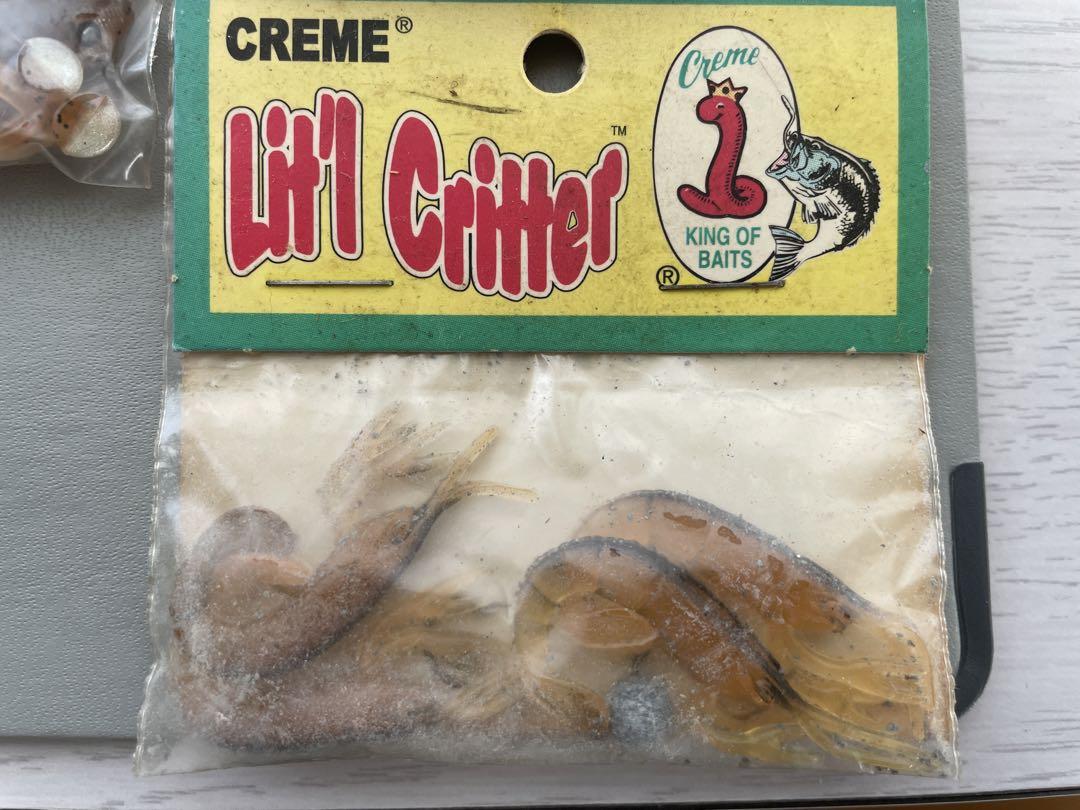 CREME®
Lit'l Critter™
Creme
KING OF
BAITS
®